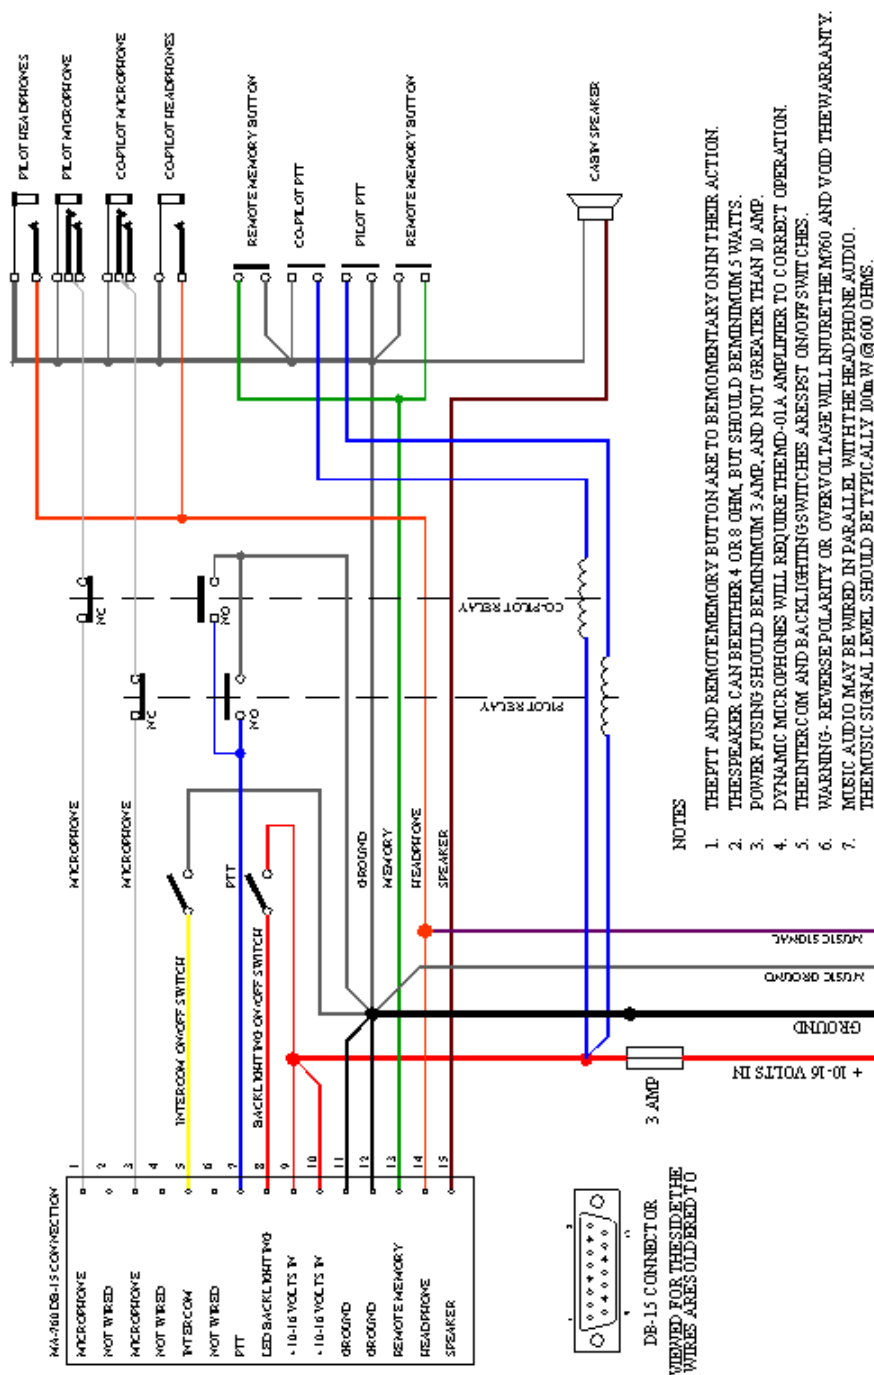 PILOT HEADPHONES
PILOT MICROPHONE
CO-PILOT MICROPHONE
CO-PILOT HEADPHONES
REMOTE MEMORY BUTTON
CO-PILOT PTT
PILOT PTT
REMOTE MEMORY BUTTON
CABIN SPEAKER
NC
NO
CO-PILOT RELAY
NC
NO
PILOT RELAY
MICROPHONE
MICROPHONE
INTERCOM ON/OFF SWITCH
PTT
BACKLIGHTING ON/OFF SWITCH
GROUND
MEMORY
HEADPHONE
SPEAKER
MUSIC SIGNAL
MUSIC GROUND
GROUND
+ 10-16 VOLTS IN
3 AMP
MA-760 DB-15 CONNECTION
MICROPHONE 1
NOT WIRED 2
MICROPHONE 3
NOT WIRED 4
INTERCOM 5
NOT WIRED 6
PTT 7
LED BACKLIGHTING 8
+10-16 VOLTS IN 9
+10-16 VOLTS IN 10
GROUND 11
GROUND 12
REMOTE MEMORY 13
HEADPHONE 14
SPEAKER 15
DB-15 CONNECTOR
VIEWED FOR THE SIDE THE
WIRES ARE SOLDERED TO
NOTES
1. THE PTT AND REMOTE MEMORY BUTTON ARE TO BE MOMENTARY ON IN THEIR ACTION.
2. THE SPEAKER CAN BE EITHER 4 OR 8 OHM, BUT SHOULD BE MINIMUM 5 WATTS.
3. POWER FUSING SHOULD BE MINIMUM 3 AMP, AND NOT GREATER THAN 10 AMP.
4. DYNAMIC MICROPHONES WILL REQUIRE THE MD-01A AMPLIFIER TO CORRECT OPERATION.
5. THE INTERCOM AND BACKLIGHTING SWITCHES ARE SPST ON/OFF SWITCHES.
6. WARNING - REVERSE POLARITY OR OVER VOLTAGE WILL INJURE THE M760 AND VOID THE WARRANTY.
7. MUSIC AUDIO MAY BE WIRED IN PARALLEL WITH THE HEADPHONE AUDIO.
THE MUSIC SIGNAL LEVEL SHOULD BE TYPICALLY 100mW @ 600 OHMS.